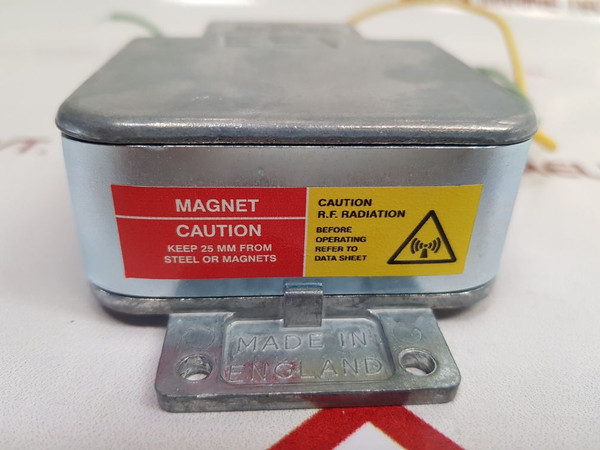 MAGNET
CAUTION
KEEP 25 MM FROM
STEEL OR MAGNETS
CAUTION
R.F. RADIATION
BEFORE
OPERATING
REFER TO
DATA SHEET
MADE IN
ENGLAND